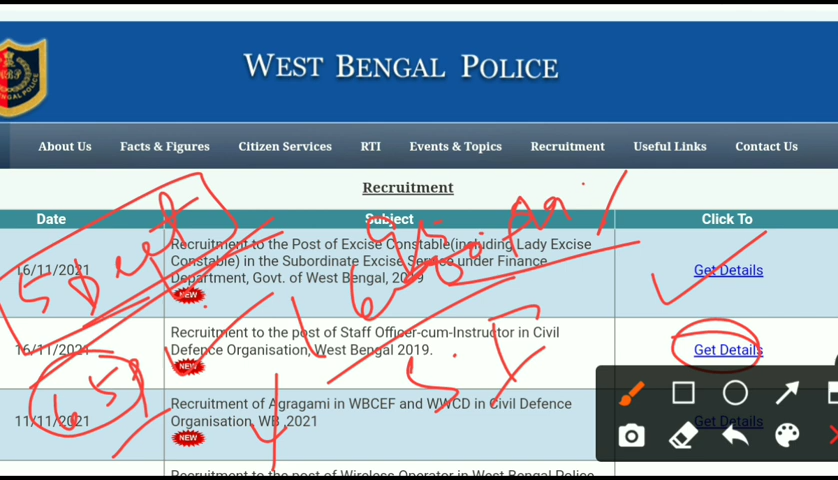 WEST BENGAL POLICE
About Us Facts & Figures Citizen Services RTI Events & Topics Recruitment Useful Links Contact Us
Recruitment
Date Subject Click To
16/11/2021 Recruitment to the Post of Excise Constable(including Lady Excise
Constable) in the Subordinate Excise Service under Finance
Department, Govt. of West Bengal, 2019
NEW
Get Details
16/11/2021 Recruitment to the post of Staff Officer-cum-Instructor in Civil
Defence Organisation, West Bengal 2019.
NEW
Get Details
11/11/2021 Recruitment of Agragami in WBCEF and WWCD in Civil Defence
Organisation, WB ,2021
NEW
Get Details
Recruitment to the post of Wireless Operator in West Bengal Police